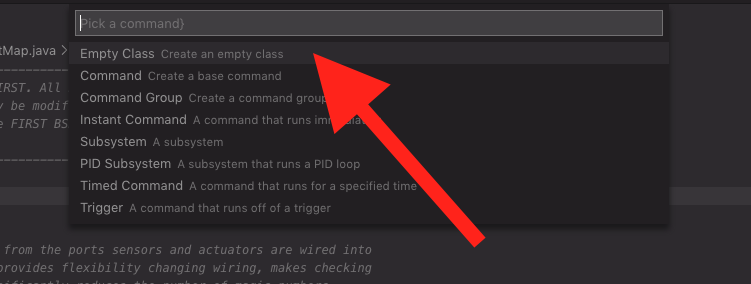 Pick a command}
tMap.java >
Empty Class Create an empty class
IRST. All
Command Create a base command
y be modif
Command Group Create a command group
e FIRST BS
Instant Command A command that runs
Subsystem A subsystem
PID Subsystem A subsystem that runs a PID loop
Timed Command A command that runs for a specified time
Trigger A command that runs off of a trigger
from the ports sensors and actuators are wired into
provides flexibility changing wiring, makes checking